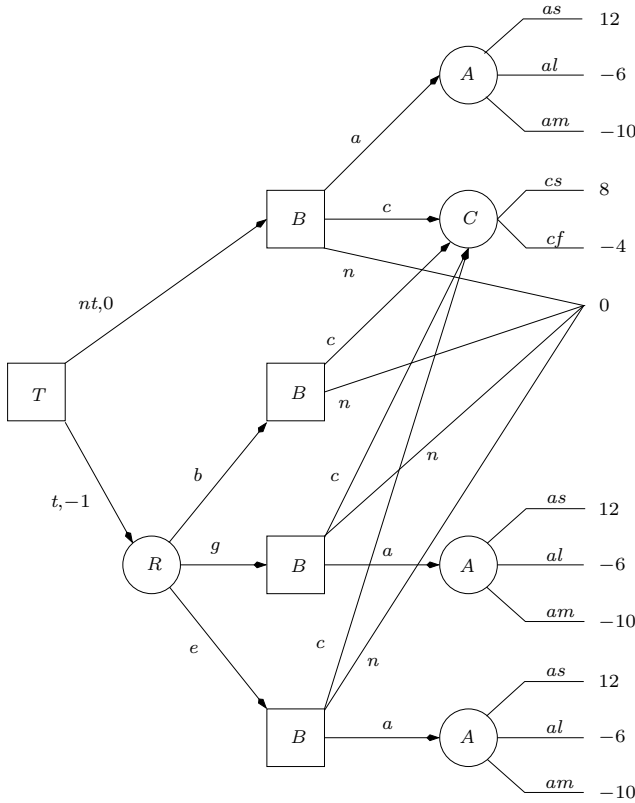 as 12
A al −6
a am −10
cs 8
B c C
cf −4
n
nt,0 0
c
T B
n
t,−1 b c n
as 12
R g B a A al −6
am −10
e c n
as 12
B a A al −6
am −10